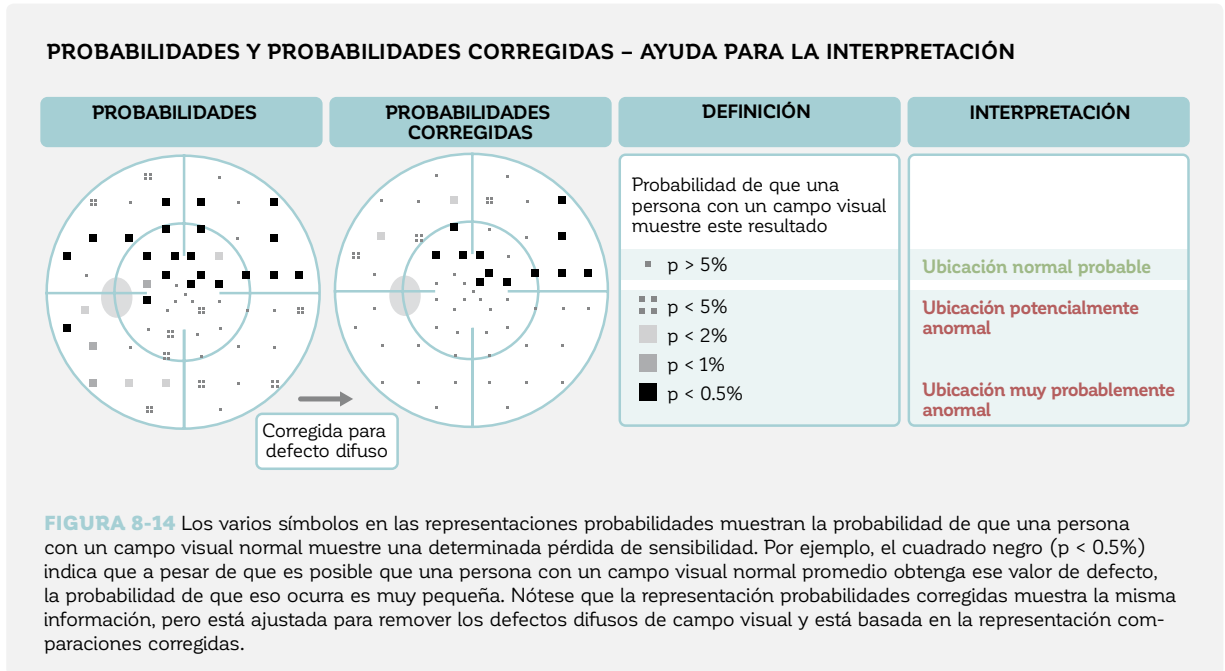 PROBABILIDADES Y PROBABILIDADES CORREGIDAS – AYUDA PARA LA INTERPRETACIÓN
PROBABILIDADES
PROBABILIDADES
CORREGIDAS
DEFINICIÓN
INTERPRETACIÓN
Probabilidad de que una
persona con un campo visual
muestre este resultado
p > 5%
Ubicación normal probable
p < 5%
Ubicación potencialmente
anormal
p < 2%
p < 1%
p < 0.5%
Ubicación muy probablemente
anormal
Corregida para
defecto difuso
FIGURA 8-14 Los varios símbolos en las representaciones probabilidades muestran la probabilidad de que una persona
con un campo visual normal muestre una determinada pérdida de sensibilidad. Por ejemplo, el cuadrado negro (p < 0.5%)
indica que a pesar de que es posible que una persona con un campo visual normal promedio obtenga ese valor de defecto,
la probabilidad de que eso ocurra es muy pequeña. Nótese que la representación probabilidades corregidas muestra la misma
información, pero está ajustada para remover los defectos difusos de campo visual y está basada en la representación com-
paraciones corregidas.